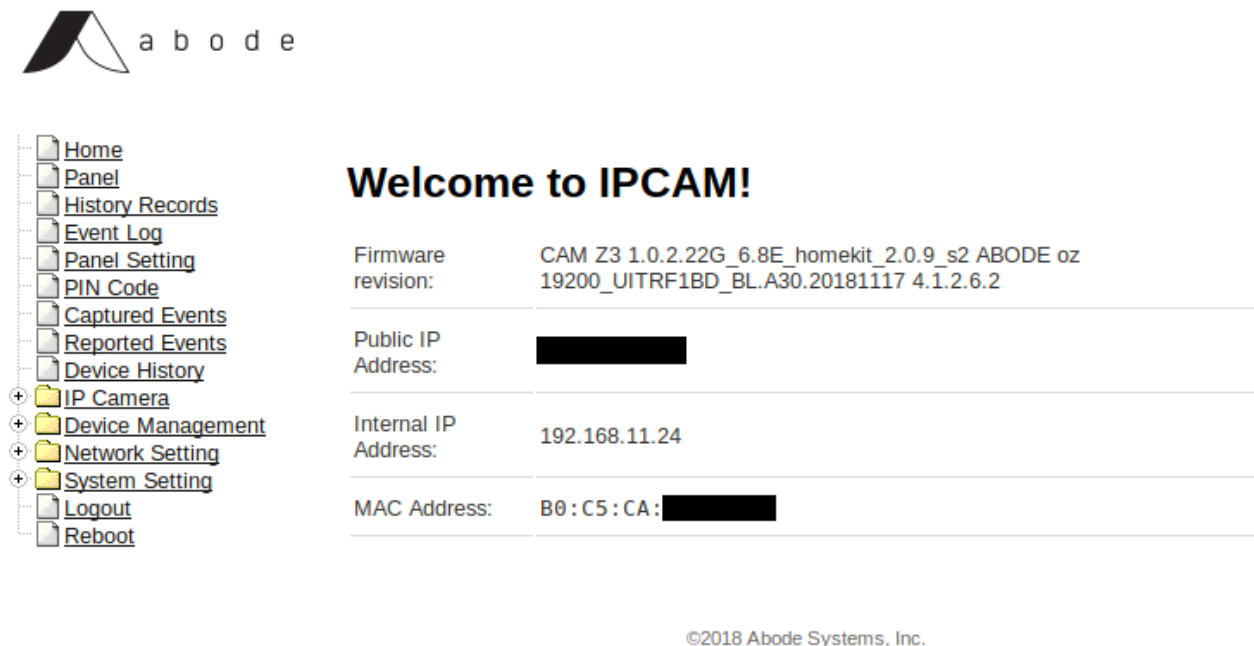 abode
Home
Panel
History Records
Event Log
Panel Setting
PIN Code
Captured Events
Reported Events
Device History
IP Camera
Device Management
Network Setting
System Setting
Logout
Reboot
Welcome to IPCAM!
Firmware
revision:
CAM Z3 1.0.2.22G_6.8E_homekit_2.0.9_s2 ABODE oz
19200_UITRF1BD_BL.A30.20181117 4.1.2.6.2
Public IP
Address:
Internal IP
Address:
192.168.11.24
MAC Address:
B0:C5:CA:
©2018 Abode Systems, Inc.